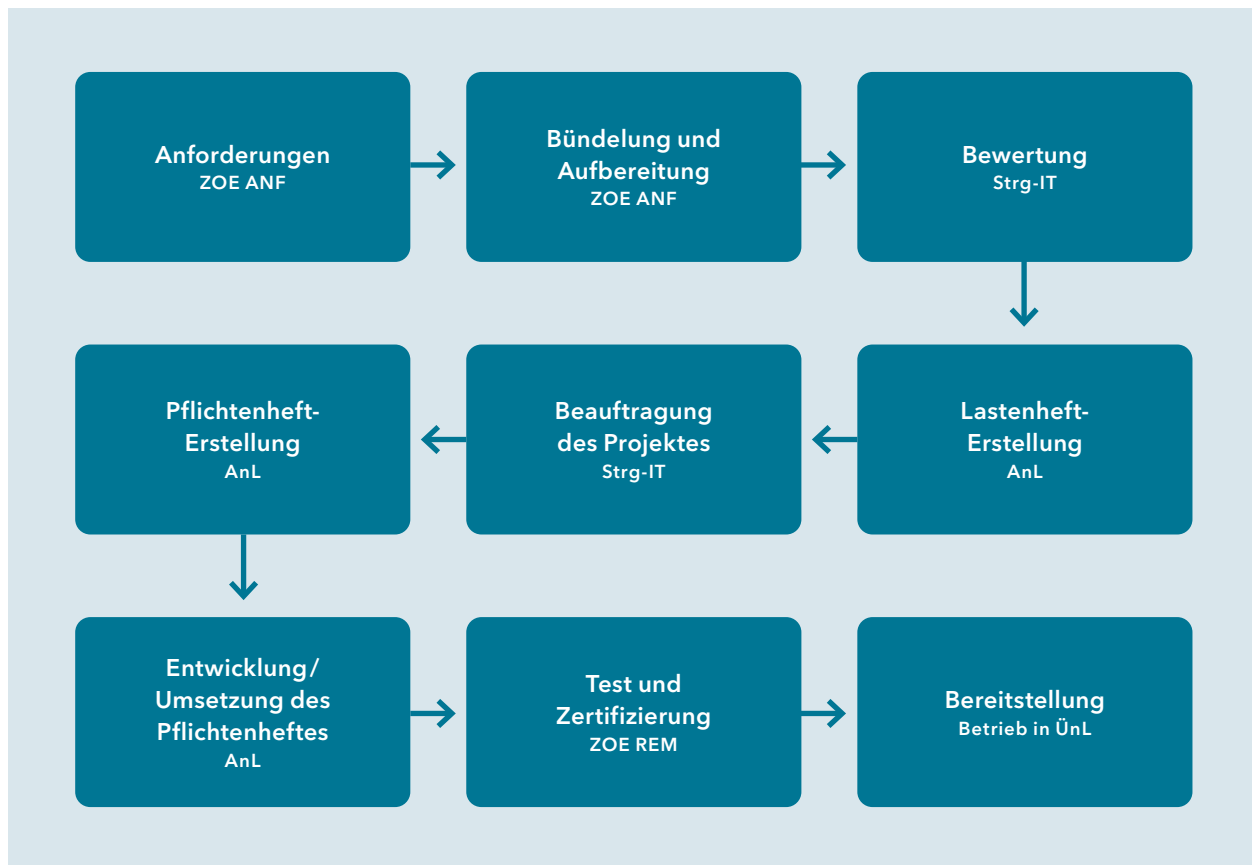 Anforderungen
ZOE ANF
Bündelung und
Aufbereitung
ZOE ANF
Bewertung
Strg-IT
Lastenheft-
Erstellung
AnL
Beauftragung
des Projektes
Strg-IT
Pflichtenheft-
Erstellung
AnL
Entwicklung/
Umsetzung des
Pflichtenheftes
AnL
Test und
Zertifizierung
ZOE REM
Bereitstellung
Betrieb in ÜnL